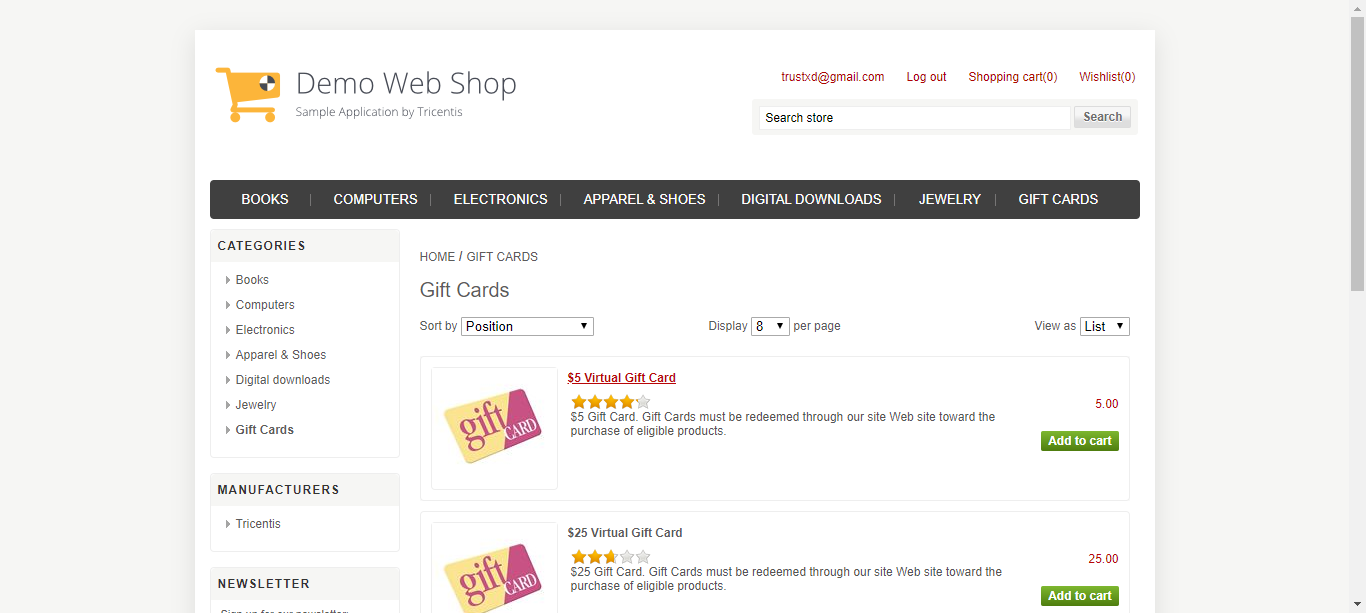 Demo Web Shop
Sample Application by Tricentis
trustxd@gmail.com Log out Shopping cart(0) Wishlist(0)
Search store Search
BOOKS COMPUTERS ELECTRONICS APPAREL & SHOES DIGITAL DOWNLOADS JEWELRY GIFT CARDS
CATEGORIES
Books
Computers
Electronics
Apparel & Shoes
Digital downloads
Jewelry
Gift Cards
MANUFACTURERS
Tricentis
NEWSLETTER
Sign up for our newsletter:
HOME / GIFT CARDS
Gift Cards
Sort by Position Display 8 per page View as List
gift CARD
$5 Virtual Gift Card
$5 Gift Card. Gift Cards must be redeemed through our site Web site toward the
purchase of eligible products.
5.00
Add to cart
gift CARD
$25 Virtual Gift Card
$25 Gift Card. Gift Cards must be redeemed through our site Web site toward the
purchase of eligible products.
25.00
Add to cart